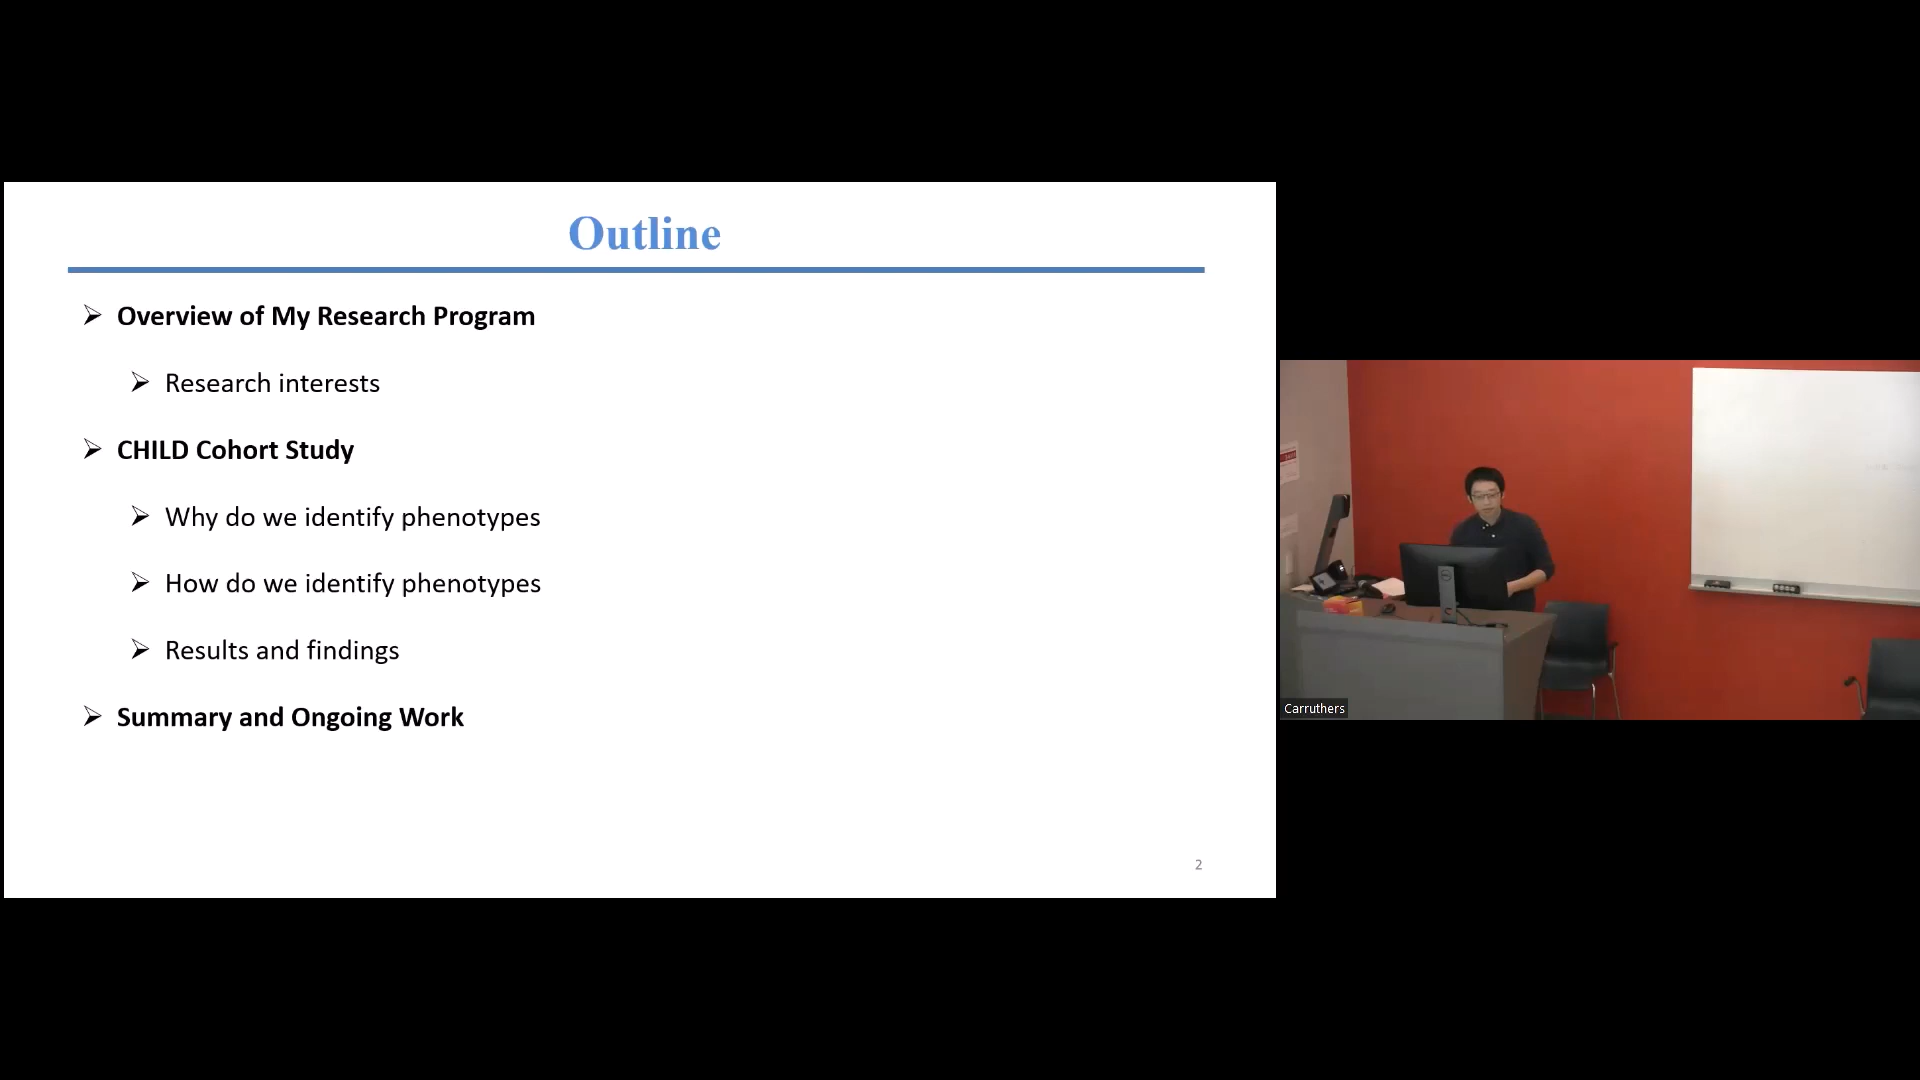 Outline
Overview of My Research Program
Research interests
CHILD Cohort Study
Why do we identify phenotypes
How do we identify phenotypes
Results and findings
Summary and Ongoing Work
2
Carruthers